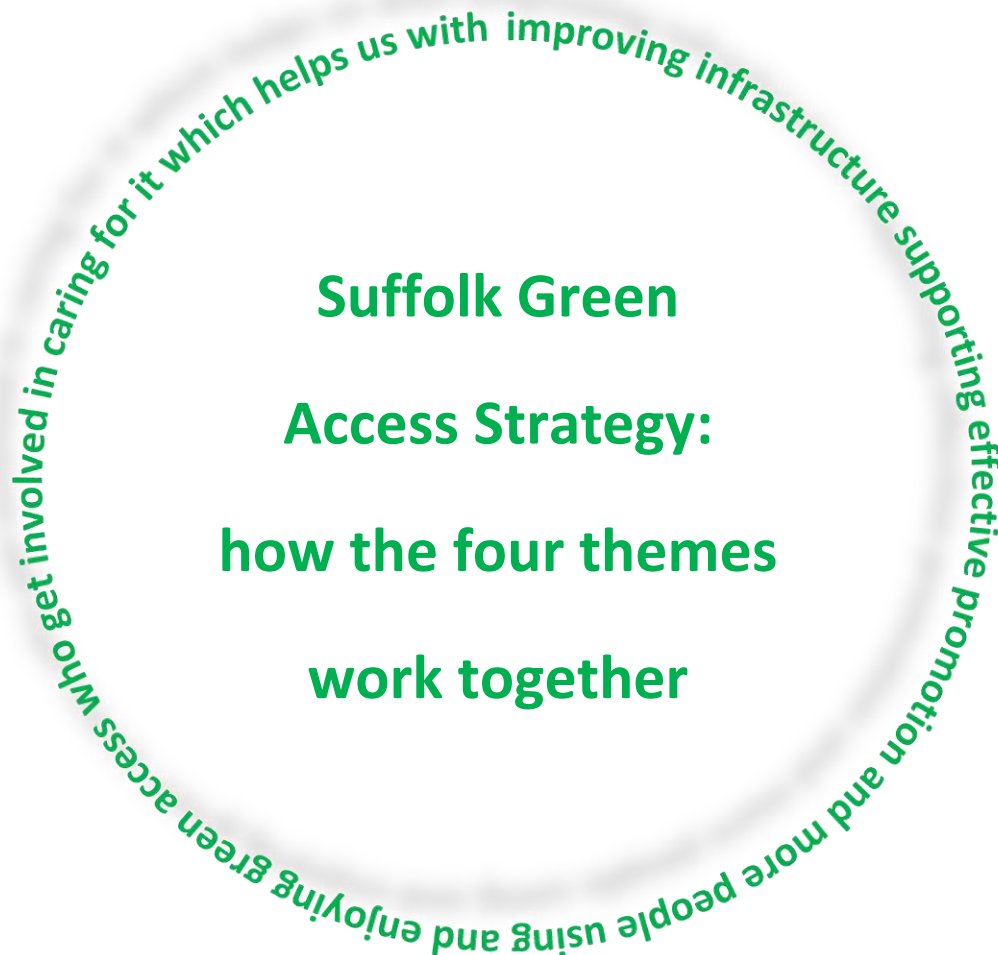 improving infrastructure supporting effective promotion and more people using and enjoying green access who get involved in caring for it which helps us with
Suffolk Green
Access Strategy:
how the four themes
work together